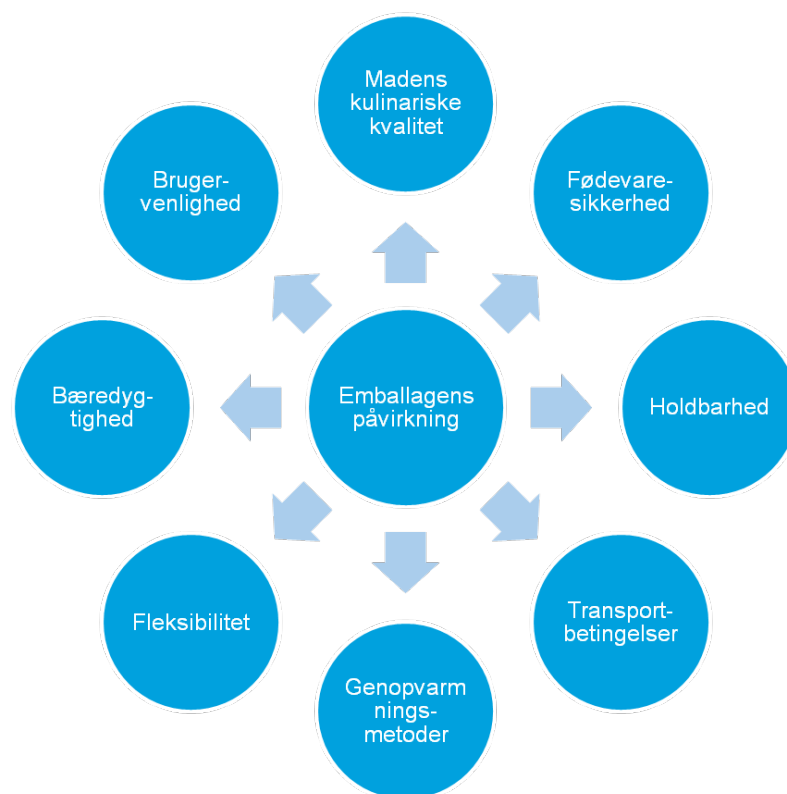 Madens
kulinariske
kvalitet
Fødevare-
sikkerhed
Holdbarhed
Transport-
betingelser
Genopvarm
nings-
metoder
Fleksibilitet
Bæredyg-
tighed
Bruger-
venlighed
Emballagens
påvirkning